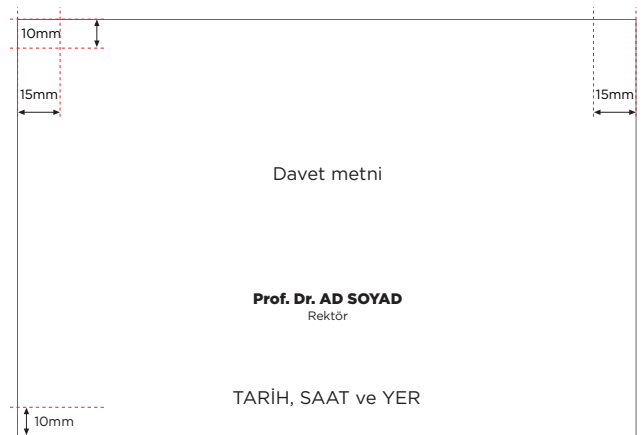 10mm
15mm
15mm
Davet metni
Prof. Dr. AD SOYAD
Rektör
TARİH, SAAT ve YER
10mm